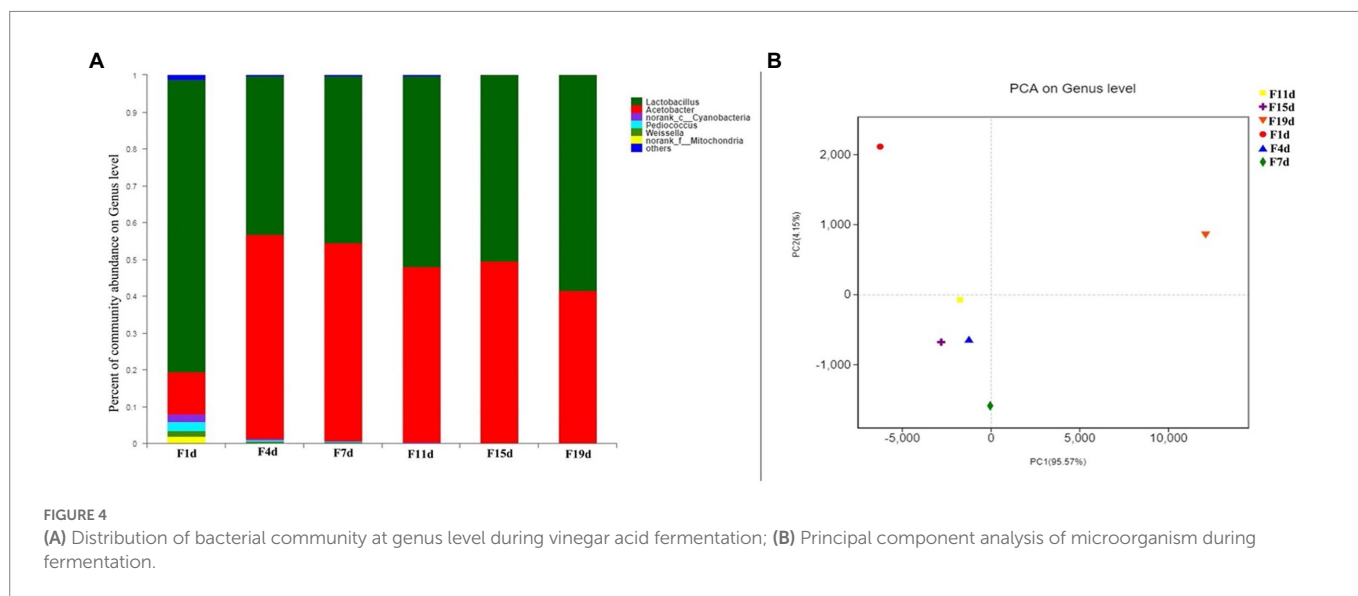 A
Percent of community abundance on Genus level
1
0.9
0.8
0.7
0.6
0.5
0.4
0.3
0.2
0.1
0
F1d F4d F7d F11d F15d F19d
Lactobacillus
Acetobacter
norank_c__Cyanobacteria
Pediococcus
Weissella
norank_f__Mitochondria
others
B
PCA on Genus level
PC2(4.15%)
2,000
1,000
0
-1,000
-5,000 0 5,000 10,000
PC1(95.57%)
F11d
F15d
F19d
F1d
F4d
F7d
FIGURE 4
(A) Distribution of bacterial community at genus level during vinegar acid fermentation; (B) Principal component analysis of microorganism during
fermentation.